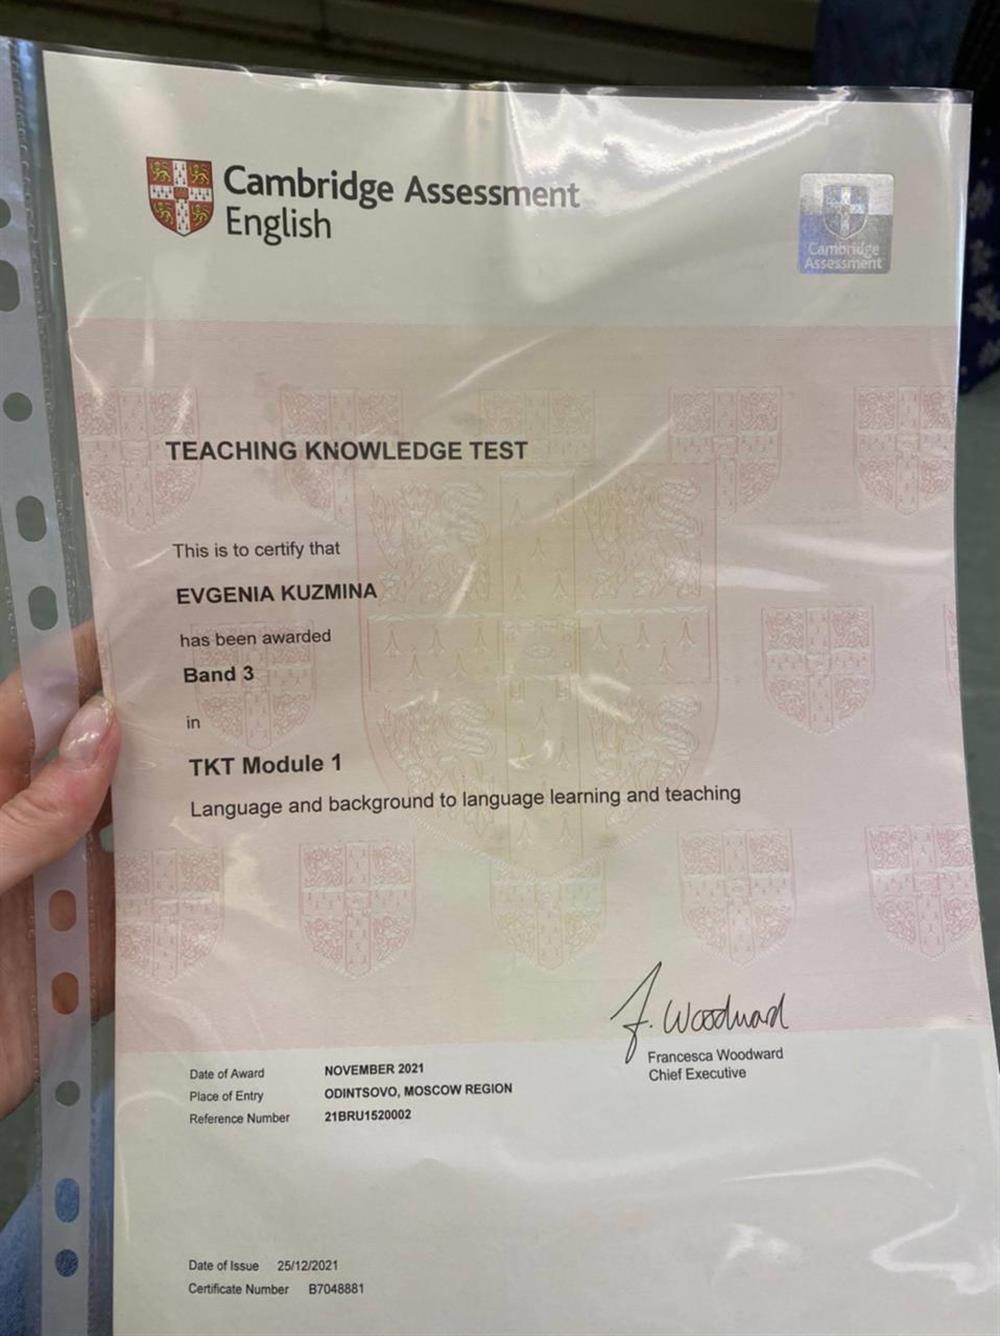 Cambridge Assessment
English
Cambridge
Assessment
TEACHING KNOWLEDGE TEST
This is to certify that
EVGENIA KUZMINA
has been awarded
Band 3
in
TKT Module 1
Language and background to language learning and teaching
F. Woodward
Francesca Woodward
Chief Executive
Date of Award NOVEMBER 2021
Place of Entry ODINTSOVO, MOSCOW REGION
Reference Number 21BRU1520002
Date of Issue 25/12/2021
Certificate Number B7048881